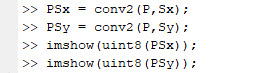 >> PSx = conv2(P,Sx);
>> PSy = conv2(P,Sy);
>> imshow(uint8(PSx));
>> imshow(uint8(PSy));